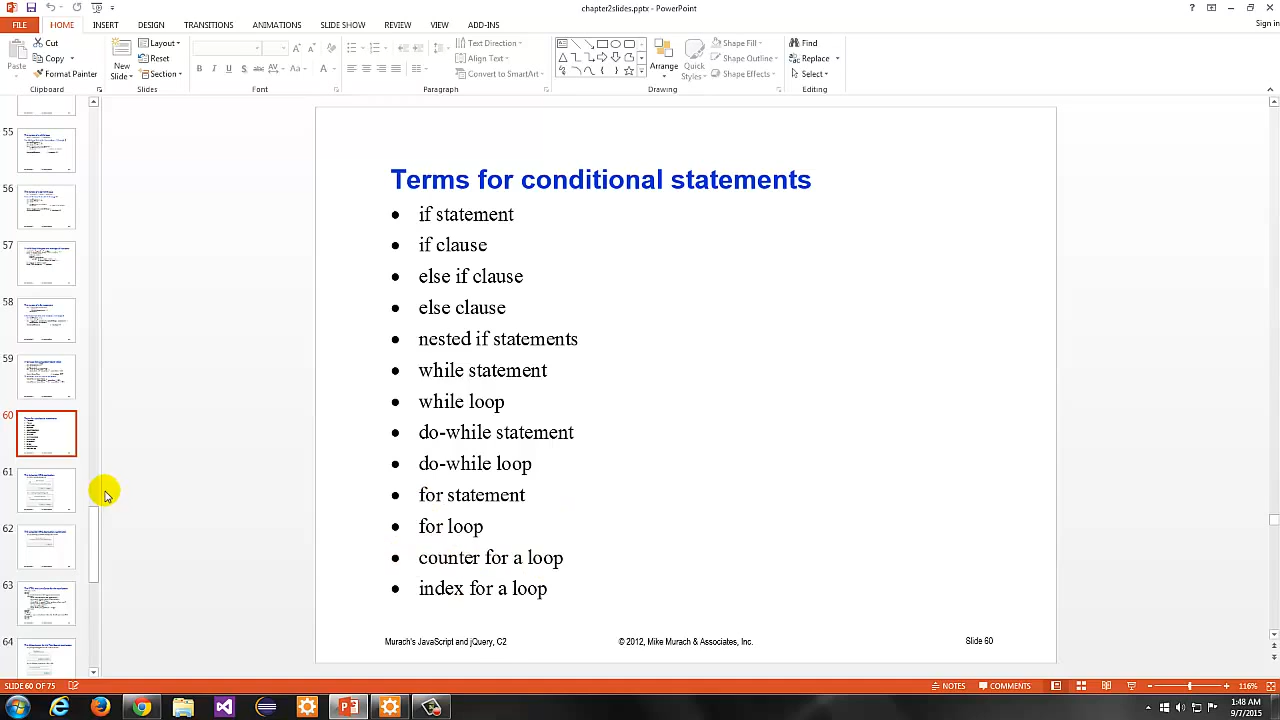 chapter2slides.pptx - PowerPoint
Sign in
FILE HOME INSERT DESIGN TRANSITIONS ANIMATIONS SLIDE SHOW REVIEW VIEW ADD-INS
Paste
Cut
Copy
Format Painter
Clipboard
New Slide
Layout
Reset
Section
Slides
Font
Text Direction
Align Text
Convert to SmartArt
Paragraph
Arrange
Quick Styles
Shape Fill
Shape Outline
Shape Effects
Drawing
Find
Replace
Select
Editing
55
56
57
58
59
60
61
62
63
64
Terms for conditional statements
• if statement
• if clause
• else if clause
• else clause
• nested if statements
• while statement
• while loop
• do-while statement
• do-while loop
• for statement
• for loop
• counter for a loop
• index for a loop
Murach's JavaScript and jQuery, C2 © 2012, Mike Murach & Associates, Inc. Slide 60
SLIDE 60 OF 75 NOTES COMMENTS 116%
1:48 AM
9/7/2015